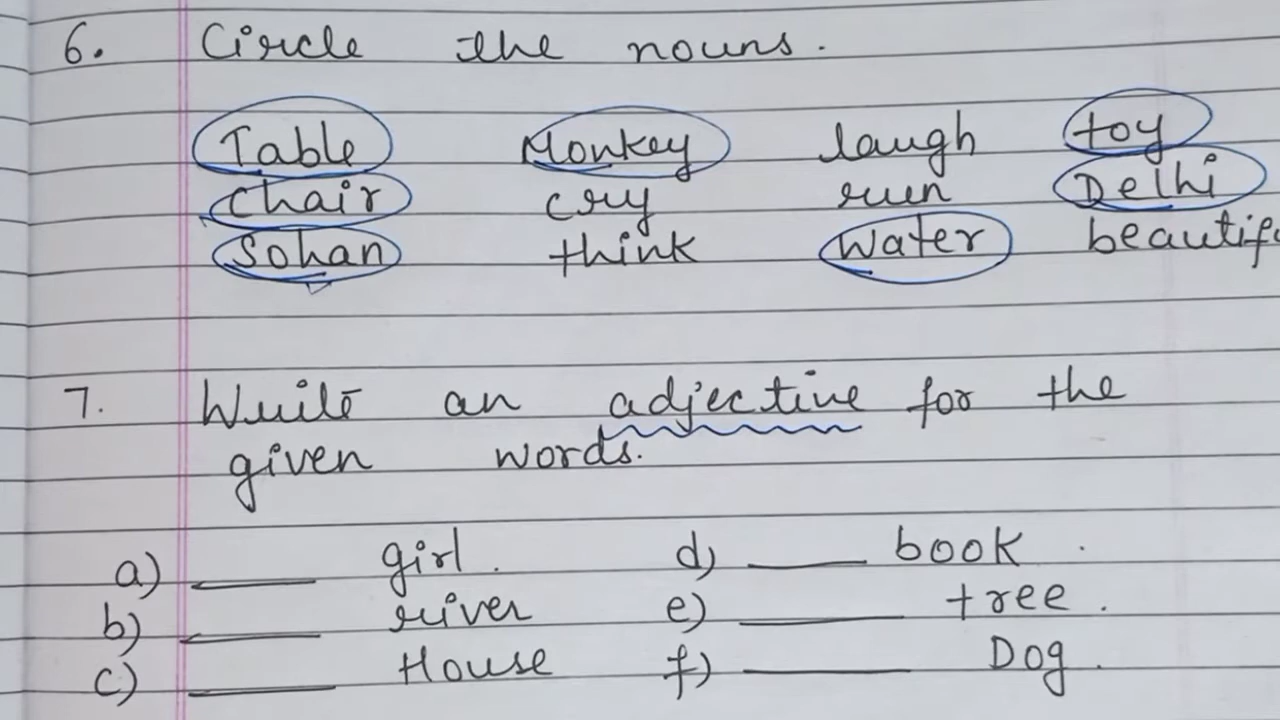 6. Circle the nouns.
Table Monkey laugh toy
Chair cry run Delhi
Sohan think Water beautifu
7. Write an adjective for the
given words.
a) ____ girl. d) ____ book.
b) ____ river e) ____ tree.
c) ____ House f) ____ Dog.